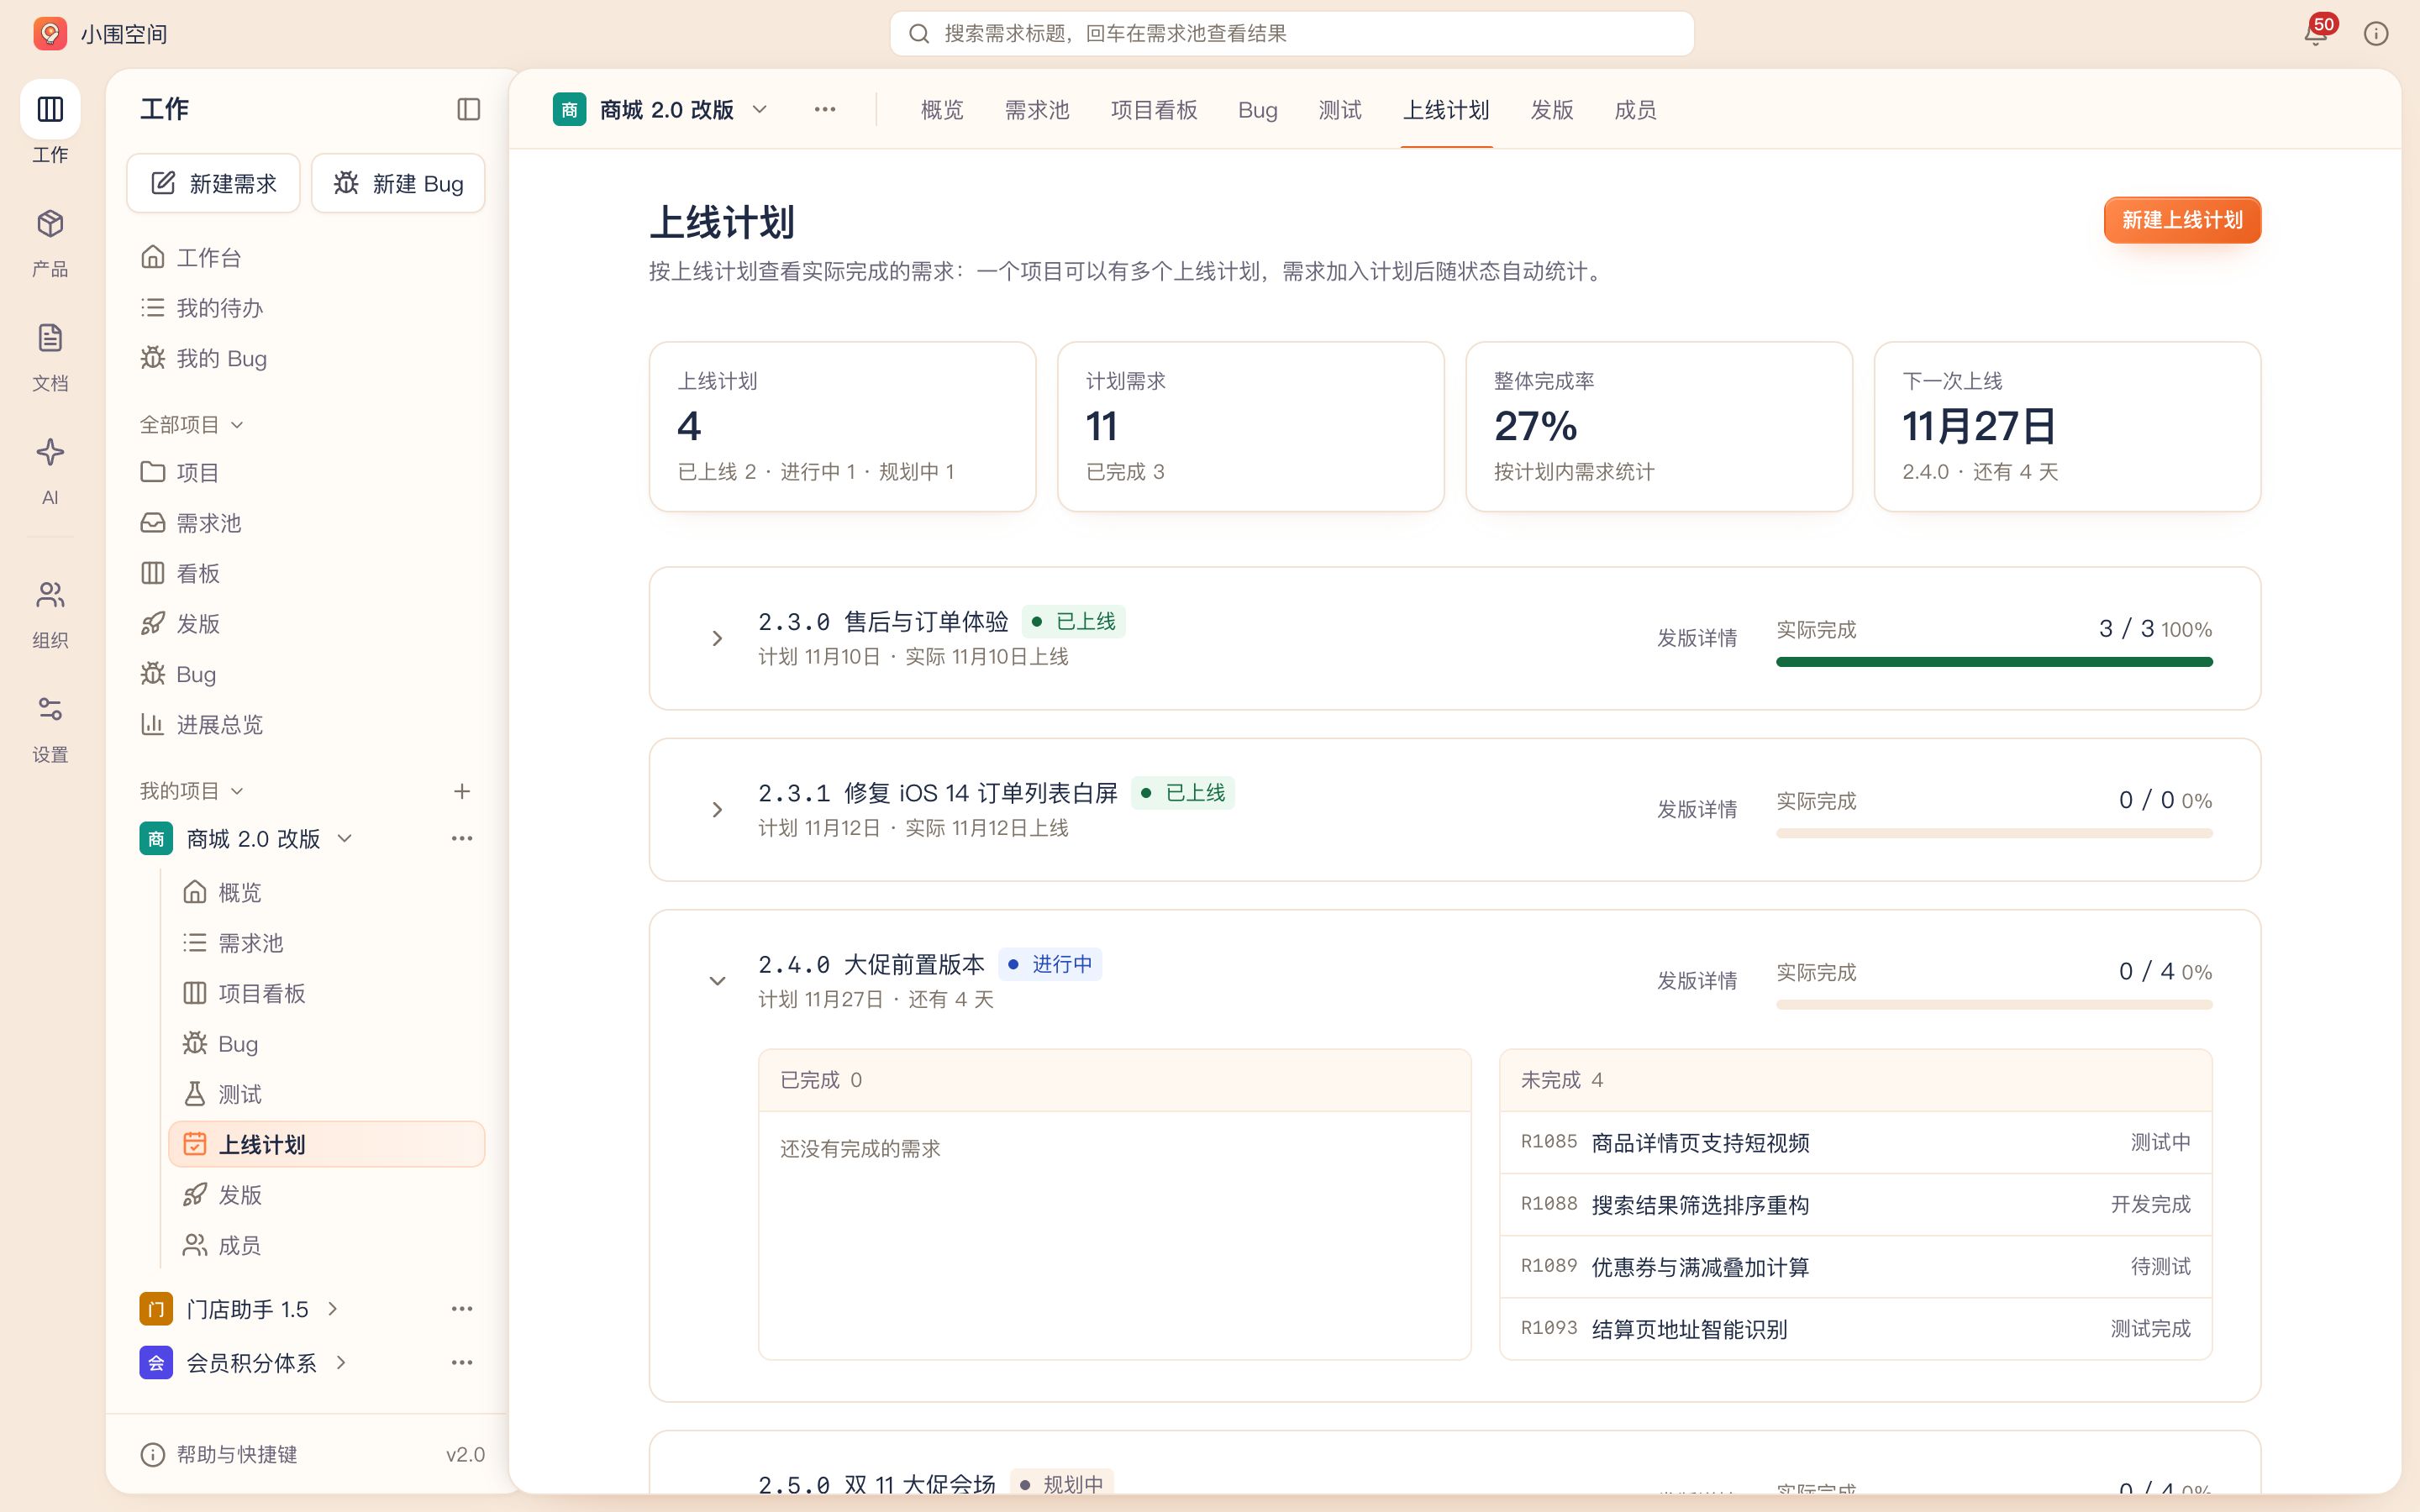 小围空间
搜索需求标题，回车在需求池查看结果
50
工作
产品
文档
AI
组织
设置
工作
新建需求
新建 Bug
工作台
我的待办
我的 Bug
全部项目
项目
需求池
看板
发版
Bug
进展总览
我的项目
商 商城 2.0 改版
概览
需求池
项目看板
Bug
测试
上线计划
发版
成员
门 门店助手 1.5
会 会员积分体系
帮助与快捷键 v2.0
商 商城 2.0 改版
概览 需求池 项目看板 Bug 测试 上线计划 发版 成员
上线计划
新建上线计划
按上线计划查看实际完成的需求：一个项目可以有多个上线计划，需求加入计划后随状态自动统计。
上线计划
4
已上线 2 · 进行中 1 · 规划中 1
计划需求
11
已完成 3
整体完成率
27%
按计划内需求统计
下一次上线
11月27日
2.4.0 · 还有 4 天
2.3.0 售后与订单体验 已上线
计划 11月10日 · 实际 11月10日上线
发版详情
实际完成 3 / 3 100%
2.3.1 修复 iOS 14 订单列表白屏 已上线
计划 11月12日 · 实际 11月12日上线
发版详情
实际完成 0 / 0 0%
2.4.0 大促前置版本 进行中
计划 11月27日 · 还有 4 天
发版详情
实际完成 0 / 4 0%
已完成 0
还没有完成的需求
未完成 4
R1085 商品详情页支持短视频 测试中
R1088 搜索结果筛选排序重构 开发完成
R1089 优惠券与满减叠加计算 待测试
R1093 结算页地址智能识别 测试完成
2.5.0 双 11 大促会场 规划中
实际完成 0 / 4 0%